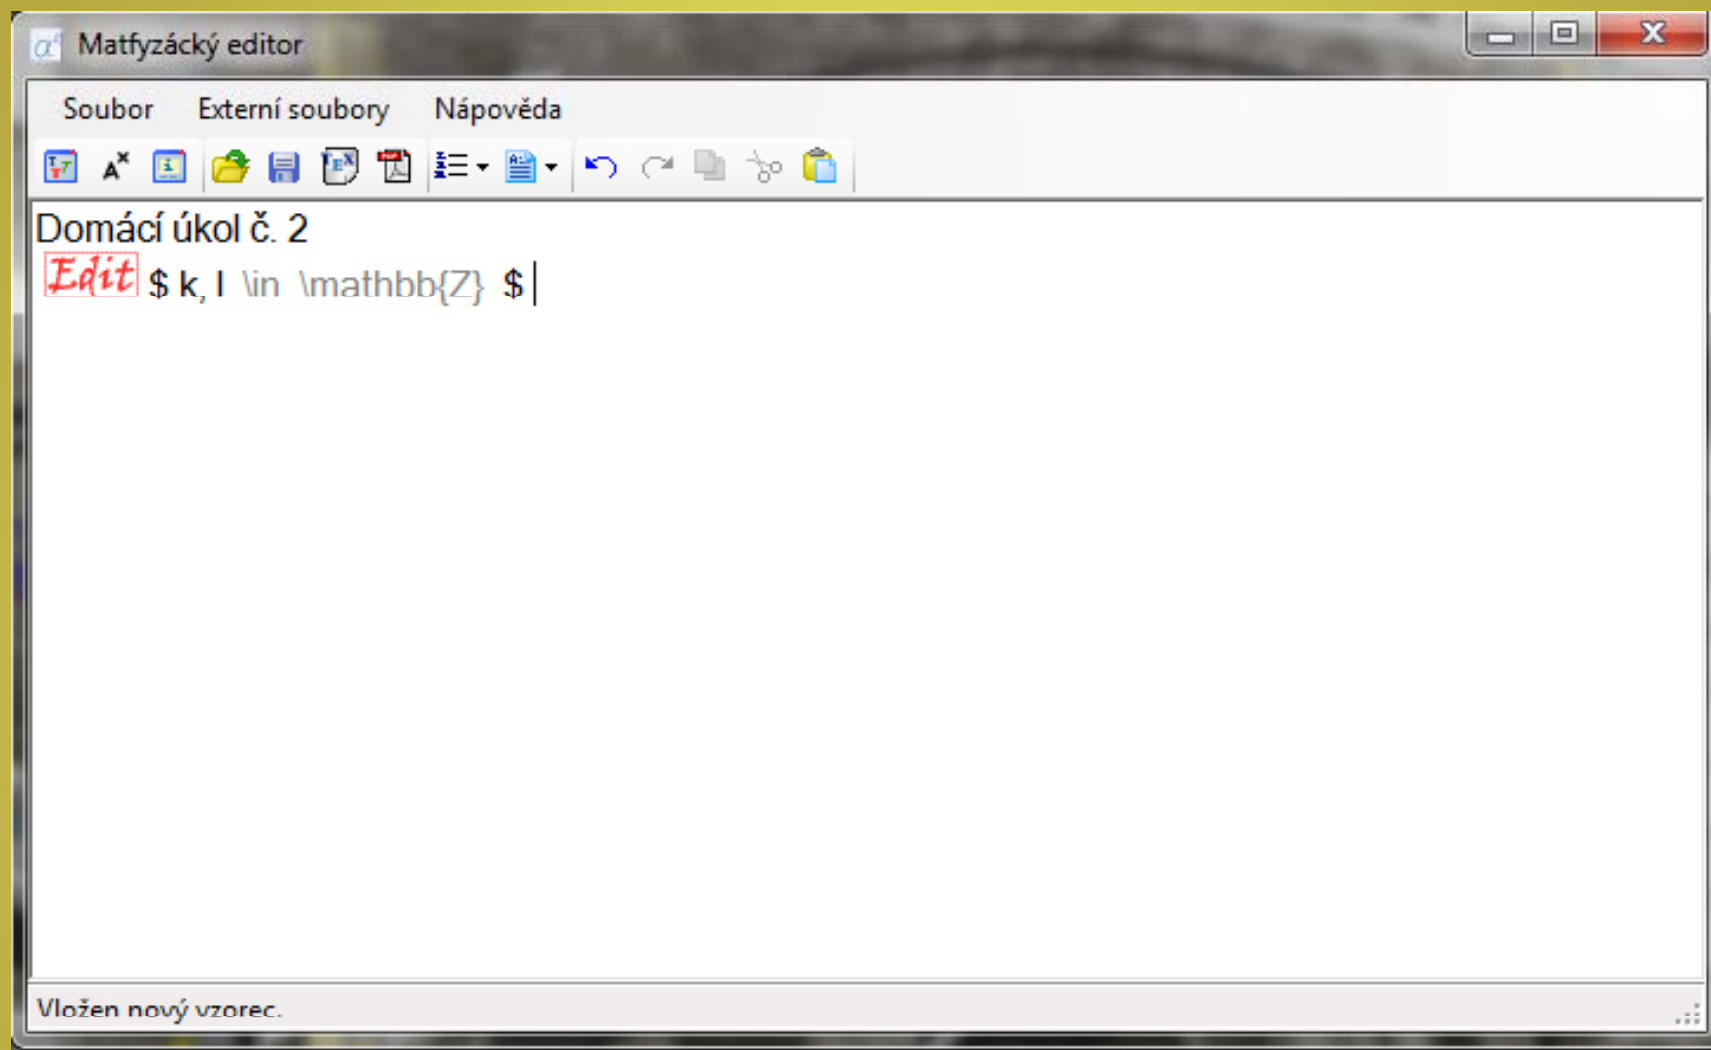 Matfyzácký editor
Soubor Externí soubory Nápověda
Domácí úkol č. 2
Edit $ k, l \in \mathbb{Z} $
Vložen nový vzorec.